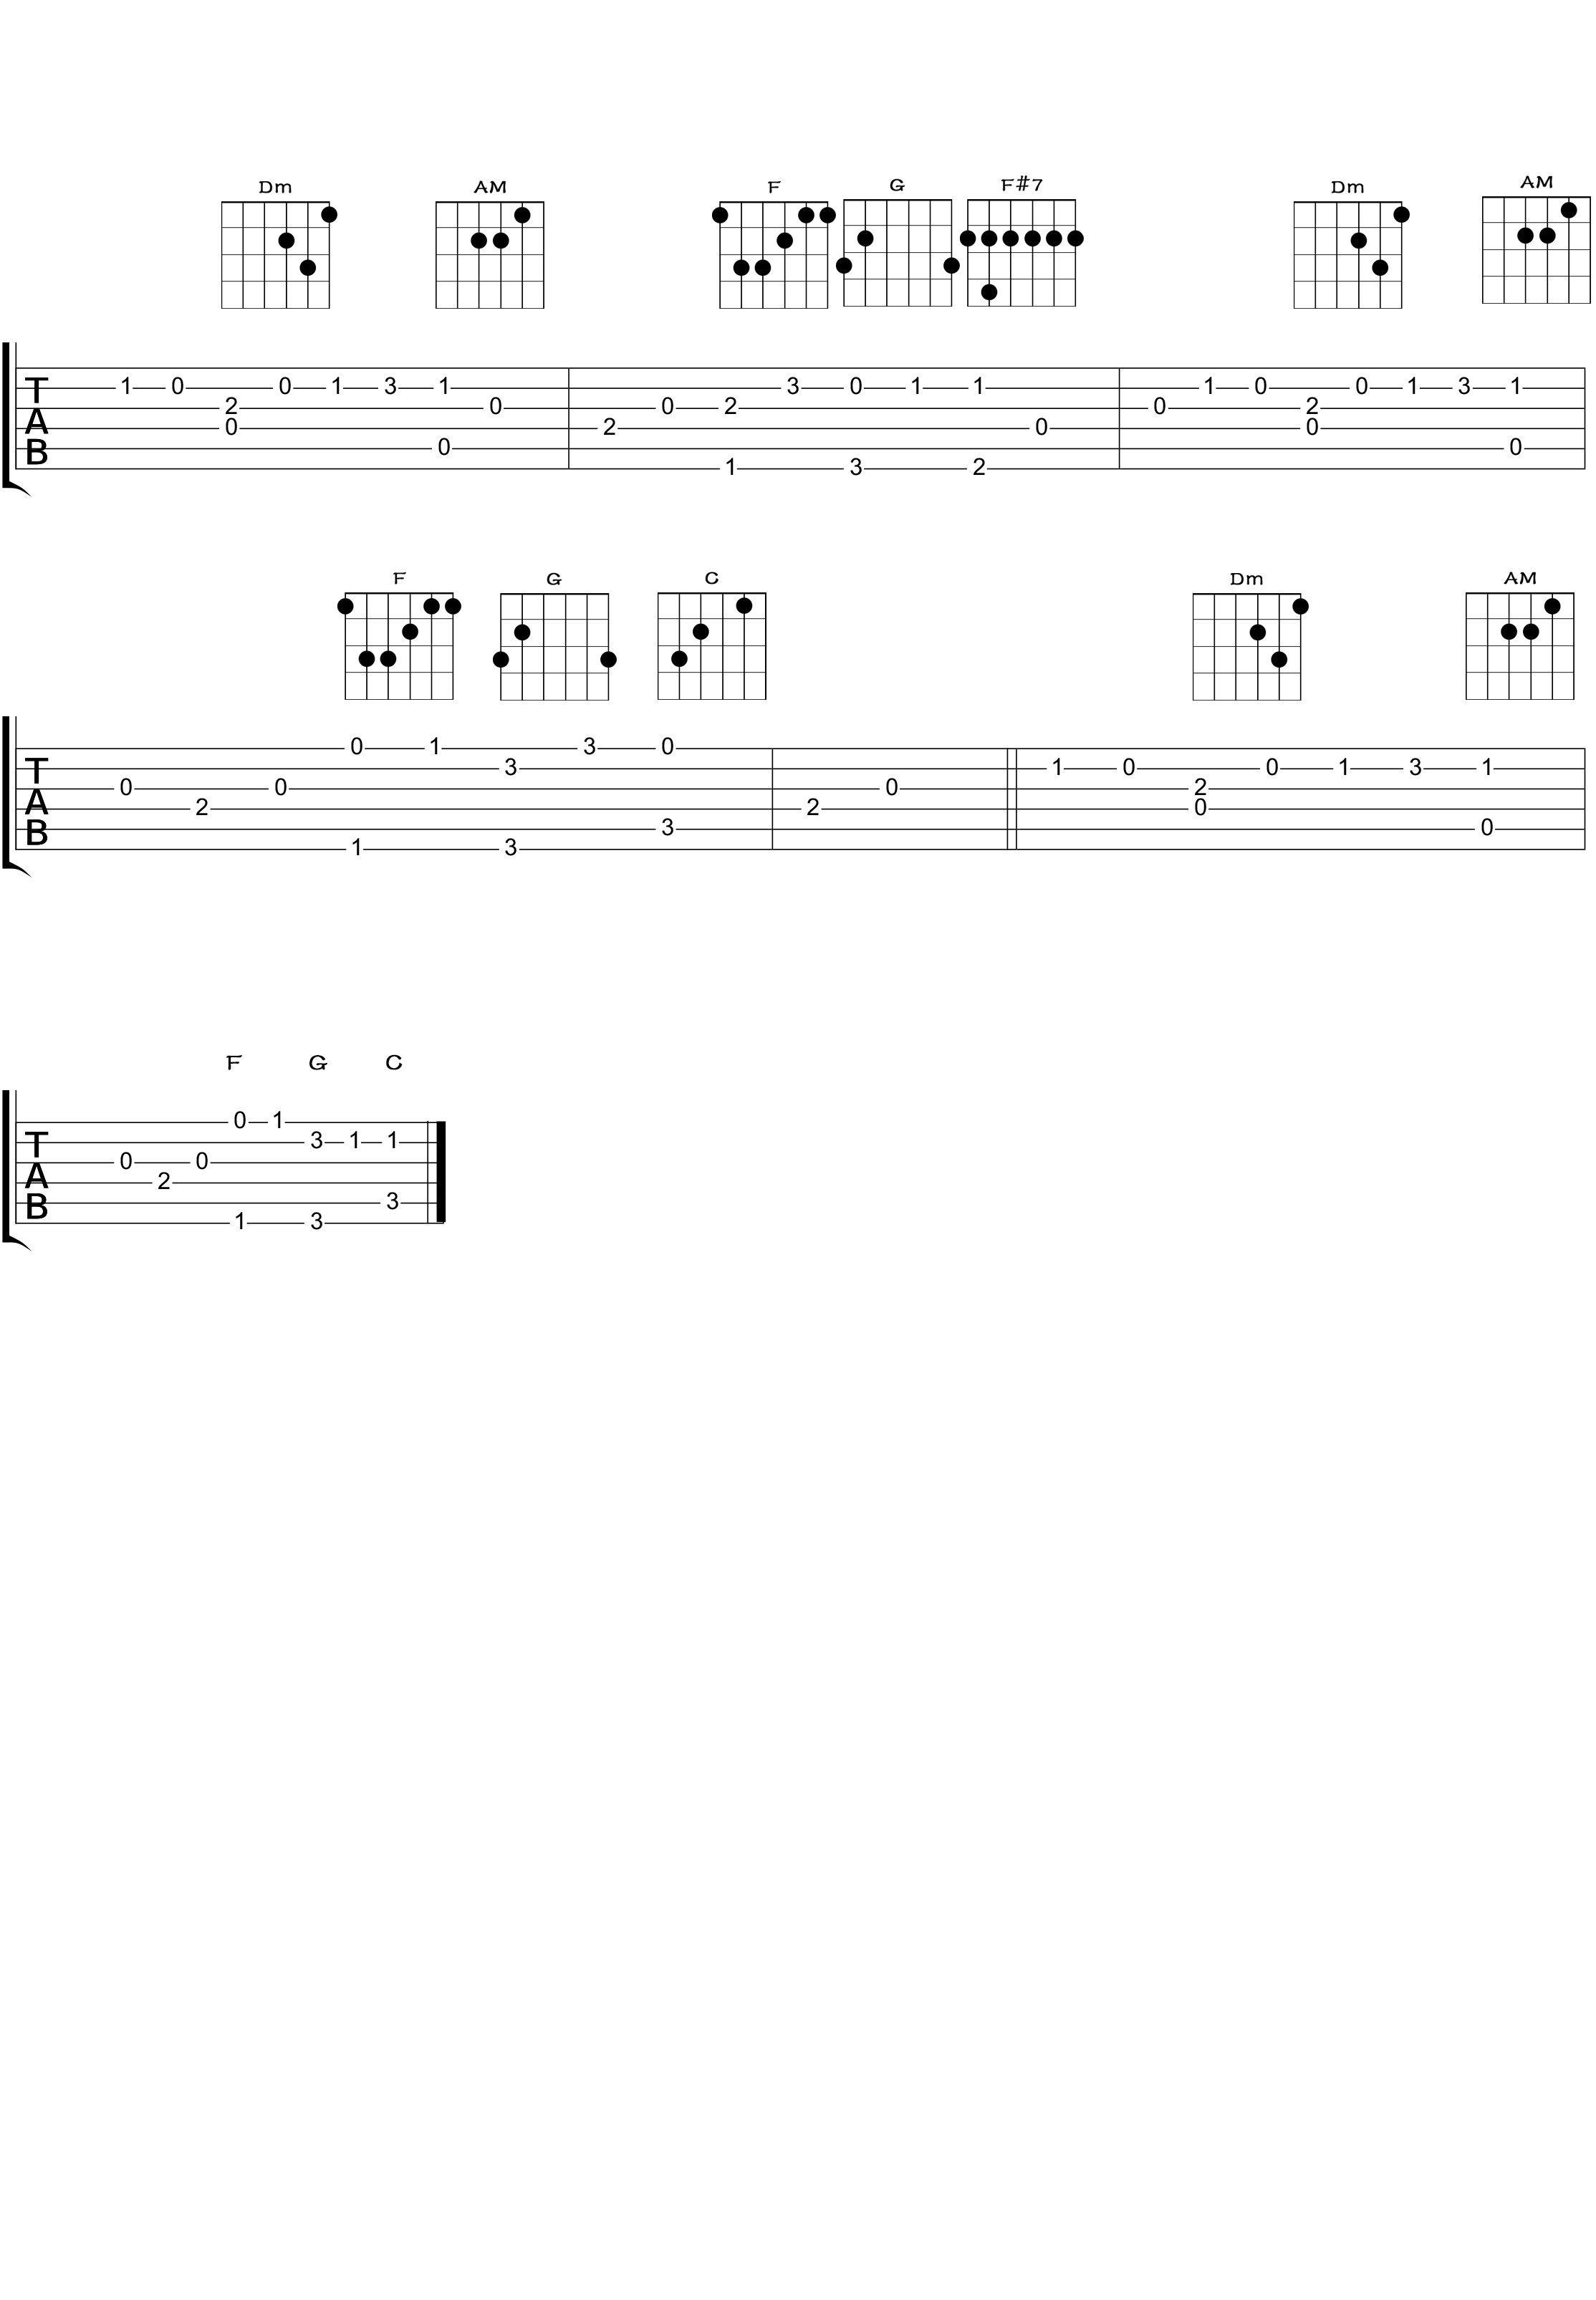 Dm AM F G F#7 Dm AM
T 1 0 0 1 3 1 3 0 1 1 1 0 0 1 3 1
2 0 0 2 0 2
A 0 2 0 0
B 0 0
1 3 2
F G C Dm AM
0 1 3 0
T 3 1 0 0 1 3 1
0 0 0 2
A 2 2 0
B 3 0
1 3
F G C
0 1
T 3 1 1
0 0
A 2
B 3
1 3